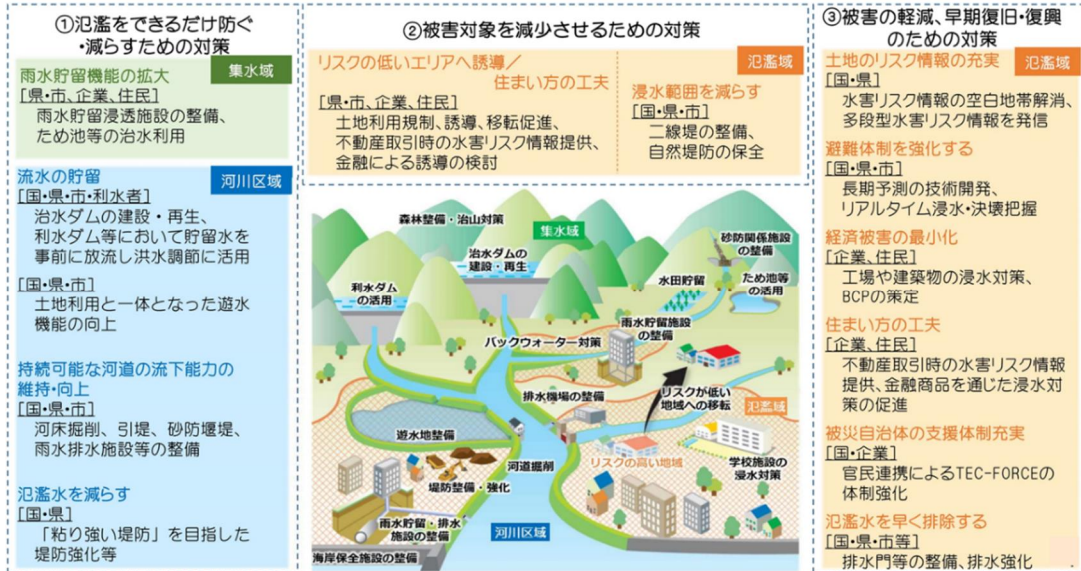 ①氾濫をできるだけ防ぐ
・減らすための対策
集水域
雨水貯留機能の拡大
[県・市、企業、住民]
雨水貯留浸透施設の整備、
ため池等の治水利用
河川区域
流水の貯留
[国・県・市・利水者]
治水ダムの建設・再生、
利水ダム等において貯留水を
事前に放流し洪水調節に活用
[国・県・市]
土地利用と一体となった遊水
機能の向上
持続可能な河道の流下能力の
維持・向上
[国・県・市]
河床掘削、引堤、砂防堰堤、
雨水排水施設等の整備
氾濫水を減らす
[国・県]
「粘り強い堤防」を目指した
堤防強化等
②被害対象を減少させるための対策
リスクの低いエリアへ誘導/
住まい方の工夫
[県・市、企業、住民]
土地利用規制、誘導、移転促進、
不動産取引時の水害リスク情報提供、
金融による誘導の検討
氾濫域
浸水範囲を減らす
[国・県・市]
二線堤の整備、
自然堤防の保全
森林整備・治山対策
集水域
治水ダムの
建設・再生
砂防関係施設
の整備
利水ダム
の活用
水田貯留
ため池等
の活用
雨水貯留施設
の整備
バックウォーター対策
排水機場の整備
リスクが低い
地域への移転
氾濫域
遊水地整備
河道掘削
リスクの高い地域
学校施設の
浸水対策
堤防整備・強化
雨水貯留・排水
施設の整備
河川区域
海岸保全施設の整備
③被害の軽減、早期復旧・復興
のための対策
氾濫域
土地のリスク情報の充実
[国・県]
水害リスク情報の空白地帯解消、
多段型水害リスク情報を発信
避難体制を強化する
[国・県・市]
長期予測の技術開発、
リアルタイム浸水・決壊把握
経済被害の最小化
[企業、住民]
工場や建築物の浸水対策、
BCPの策定
住まい方の工夫
[企業、住民]
不動産取引時の水害リスク情報
提供、金融商品を通じた浸水対
策の促進
被災自治体の支援体制充実
[国・企業]
官民連携によるTEC-FORCEの
体制強化
氾濫水を早く排除する
[国・県・市等]
排水門等の整備、排水強化